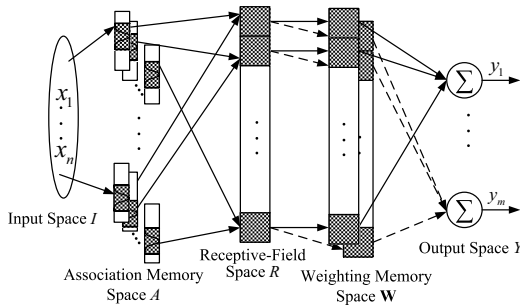 x1
xn
Input Space I
Association Memory
Space A
Receptive-Field
Space R
Weighting Memory
Space W
Σ
y1
Σ
ym
Output Space Y